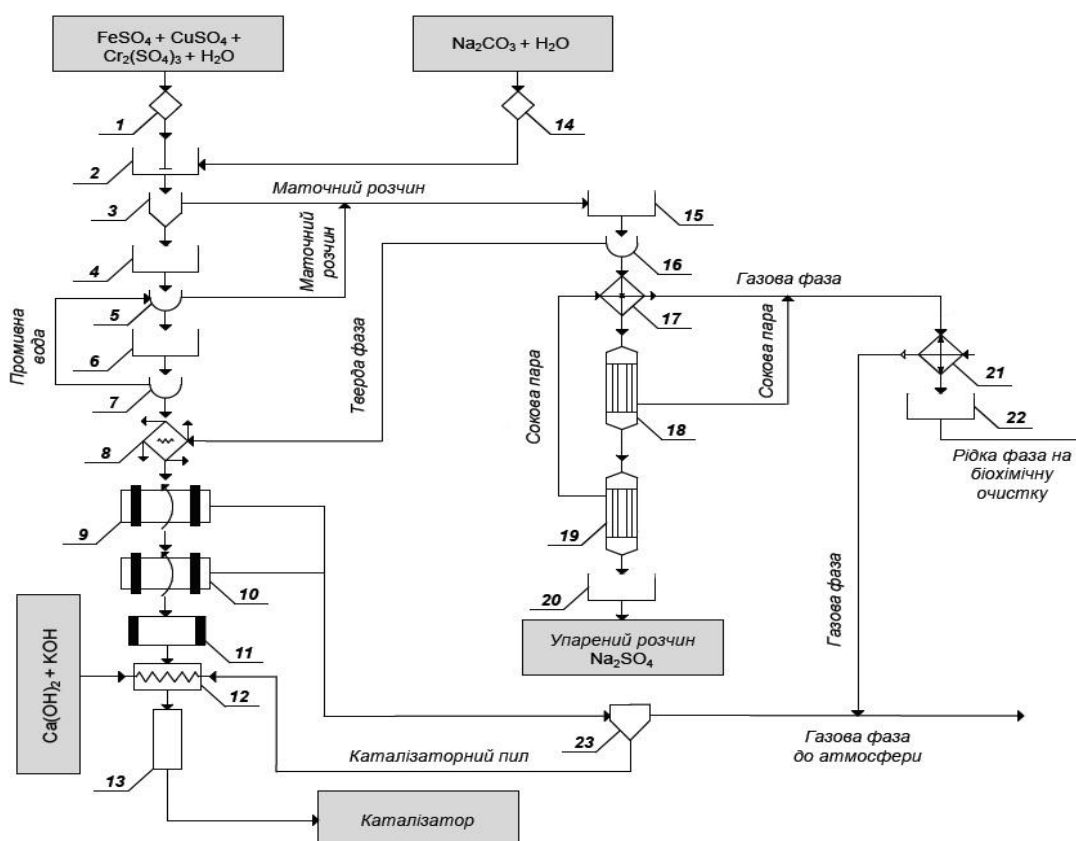 FeSO₄ + CuSO₄ +
Cr₂(SO₄)₃ + H₂O
Na₂CO₃ + H₂O
1
14
2
Маточний розчин
3
15
Маточний
розчин
4
16
Газова фаза
5
17
Промивна
вода
6
Тверда фаза
Сокова пара
Сокова пара
21
7
18
22
8
Рідка фаза на
біохімічну
очистку
9
19
10
20
Газова фаза
Упарений розчин
Na₂SO₄
11
Ca(OH)₂ + KOH
12
23
Газова фаза
до атмосфери
Каталізаторний пил
13
Каталізатор